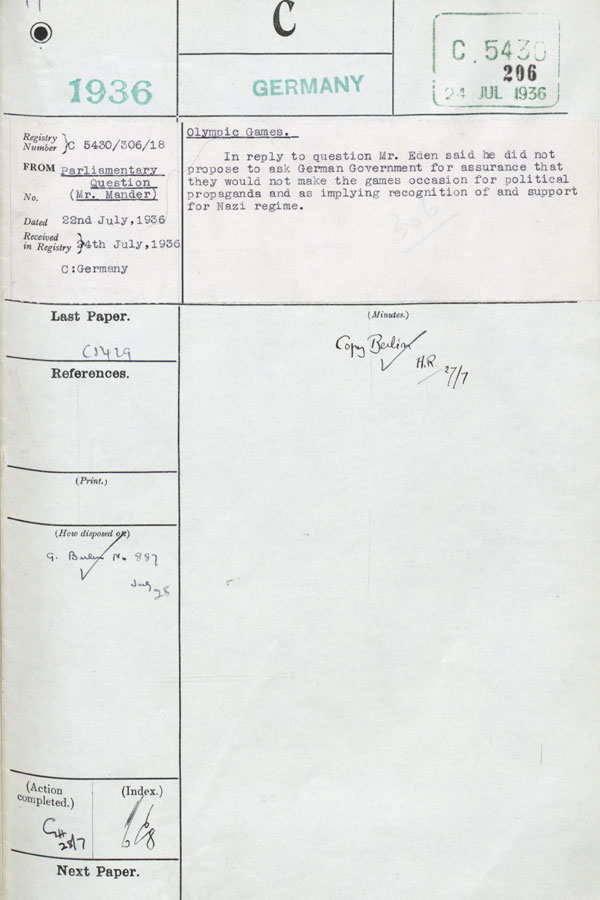 C
1936
GERMANY
C 5430
206
24 JUL 1936
Registry Number } C 5430/306/18
FROM Parliamentary
Question
No. (Mr. Mander)
Dated 22nd July,1936
Received in Registry } 24th July,1936
C:Germany
Olympic Games.
In reply to question Mr. Eden said he did not
propose to ask German Government for assurance that
they would not make the games occasion for political
propaganda and as implying recognition of and support
for Nazi regime.
Last Paper.
C5429
References.
(Print.)
(How disposed of.)
G. Berlin No 887
July 28
(Minutes.)
Copy Berlin
H.R. 27/7
(Action completed.)
28/7
(Index.)
Next Paper.